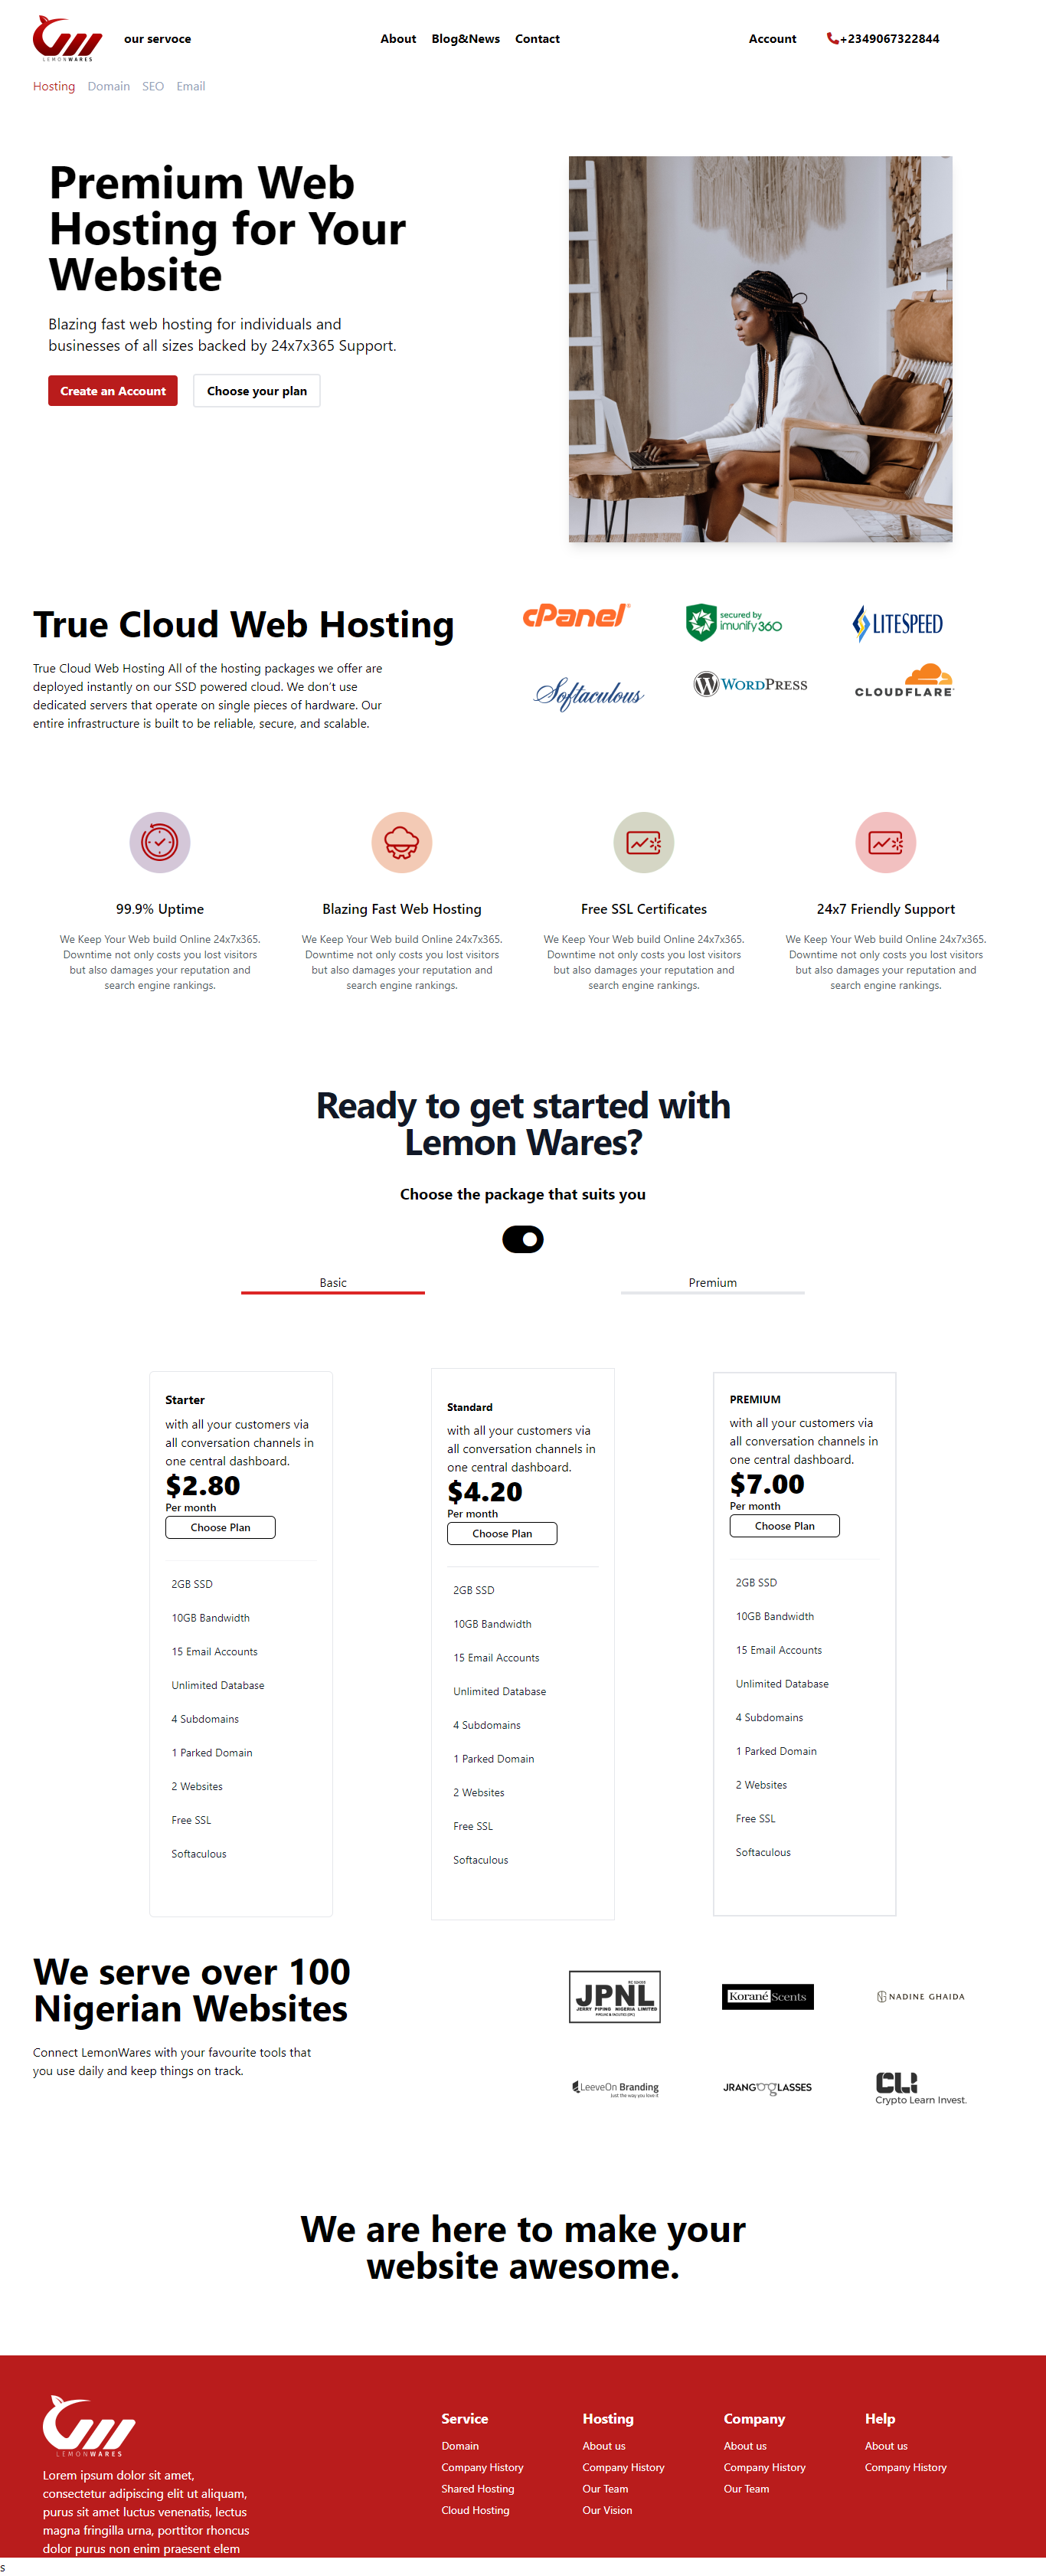 LEMONWARES
our servoce
About Blog&News Contact
Account +2349067322844
Hosting Domain SEO Email
Premium Web
Hosting for Your
Website
Blazing fast web hosting for individuals and
businesses of all sizes backed by 24x7x365 Support.
Create an Account Choose your plan
True Cloud Web Hosting
True Cloud Web Hosting All of the hosting packages we offer are
deployed instantly on our SSD powered cloud. We don't use
dedicated servers that operate on single pieces of hardware. Our
entire infrastructure is built to be reliable, secure, and scalable.
cPanel
secured by
imunify360
LITESPEED
Softaculous
WORDPRESS
CLOUDFLARE
99.9% Uptime
We Keep Your Web build Online 24x7x365.
Downtime not only costs you lost visitors
but also damages your reputation and
search engine rankings.
Blazing Fast Web Hosting
We Keep Your Web build Online 24x7x365.
Downtime not only costs you lost visitors
but also damages your reputation and
search engine rankings.
Free SSL Certificates
We Keep Your Web build Online 24x7x365.
Downtime not only costs you lost visitors
but also damages your reputation and
search engine rankings.
24x7 Friendly Support
We Keep Your Web build Online 24x7x365.
Downtime not only costs you lost visitors
but also damages your reputation and
search engine rankings.
Ready to get started with
Lemon Wares?
Choose the package that suits you
Basic Premium
Starter
with all your customers via
all conversation channels in
one central dashboard.
$2.80
Per month
Choose Plan
2GB SSD
10GB Bandwidth
15 Email Accounts
Unlimited Database
4 Subdomains
1 Parked Domain
2 Websites
Free SSL
Softaculous
Standard
with all your customers via
all conversation channels in
one central dashboard.
$4.20
Per month
Choose Plan
2GB SSD
10GB Bandwidth
15 Email Accounts
Unlimited Database
4 Subdomains
1 Parked Domain
2 Websites
Free SSL
Softaculous
PREMIUM
with all your customers via
all conversation channels in
one central dashboard.
$7.00
Per month
Choose Plan
2GB SSD
10GB Bandwidth
15 Email Accounts
Unlimited Database
4 Subdomains
1 Parked Domain
2 Websites
Free SSL
Softaculous
We serve over 100
Nigerian Websites
Connect LemonWares with your favourite tools that
you use daily and keep things on track.
JPNL
JERRY PIPING NIGERIA LIMITED
Korané Scents
NADINE GHAIDA
LeeveOn Branding
Just the way you love it
JRANGOGLASSES
CLI
Crypto Learn Invest.
We are here to make your
website awesome.
LEMONWARES
Lorem ipsum dolor sit amet,
consectetur adipiscing elit ut aliquam,
purus sit amet luctus venenatis, lectus
magna fringilla urna, porttitor rhoncus
dolor purus non enim praesent elem
Service
Domain
Company History
Shared Hosting
Cloud Hosting
Hosting
About us
Company History
Our Team
Our Vision
Company
About us
Company History
Our Team
Help
About us
Company History
s